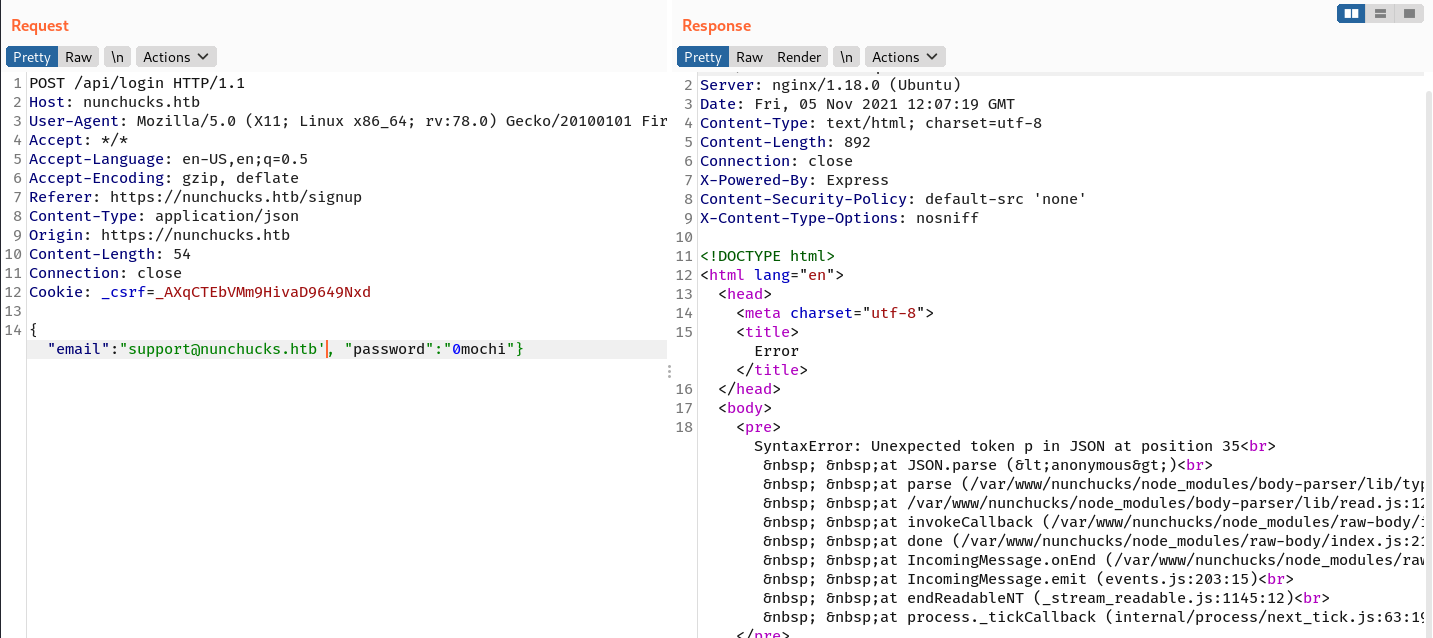 Request
Pretty Raw \n Actions
1 POST /api/login HTTP/1.1
2 Host: nunchucks.htb
3 User-Agent: Mozilla/5.0 (X11; Linux x86_64; rv:78.0) Gecko/20100101 Fir
4 Accept: */*
5 Accept-Language: en-US,en;q=0.5
6 Accept-Encoding: gzip, deflate
7 Referer: https://nunchucks.htb/signup
8 Content-Type: application/json
9 Origin: https://nunchucks.htb
10 Content-Length: 54
11 Connection: close
12 Cookie: _csrf=_AXqCTEbVMm9HivaD9649Nxd
13
14 {
"email":"support@nunchucks.htb', "password":"0mochi"}
Response
Pretty Raw Render \n Actions
2 Server: nginx/1.18.0 (Ubuntu)
3 Date: Fri, 05 Nov 2021 12:07:19 GMT
4 Content-Type: text/html; charset=utf-8
5 Content-Length: 892
6 Connection: close
7 X-Powered-By: Express
8 Content-Security-Policy: default-src 'none'
9 X-Content-Type-Options: nosniff
10
11 <!DOCTYPE html>
12 <html lang="en">
13 <head>
14 <meta charset="utf-8">
15 <title>
Error
</title>
16 </head>
17 <body>
18 <pre>
SyntaxError: Unexpected token p in JSON at position 35<br>
&nbsp; &nbsp;at JSON.parse (&lt;anonymous&gt;)<br>
&nbsp; &nbsp;at parse (/var/www/nunchucks/node_modules/body-parser/lib/typ
&nbsp; &nbsp;at /var/www/nunchucks/node_modules/body-parser/lib/read.js:12
&nbsp; &nbsp;at invokeCallback (/var/www/nunchucks/node_modules/raw-body/i
&nbsp; &nbsp;at done (/var/www/nunchucks/node_modules/raw-body/index.js:21
&nbsp; &nbsp;at IncomingMessage.onEnd (/var/www/nunchucks/node_modules/raw
&nbsp; &nbsp;at IncomingMessage.emit (events.js:203:15)<br>
&nbsp; &nbsp;at endReadableNT (_stream_readable.js:1145:12)<br>
&nbsp; &nbsp;at process._tickCallback (internal/process/next_tick.js:63:19
</pre>